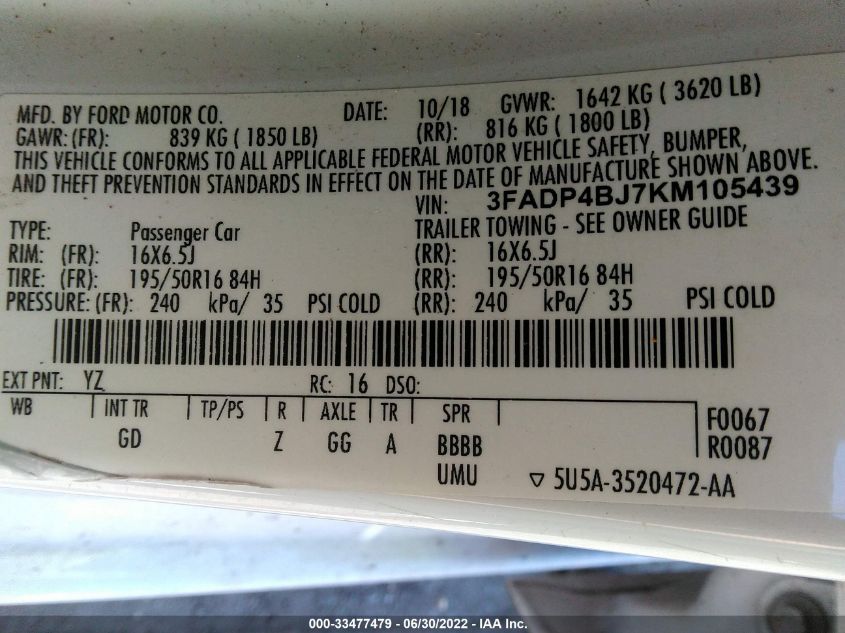 MFD. BY FORD MOTOR CO. DATE: 10/18 GVWR: 1642 KG ( 3620 LB)
GAWR: (FR): 839 KG ( 1850 LB) (RR): 816 KG ( 1800 LB)
THIS VEHICLE CONFORMS TO ALL APPLICABLE FEDERAL MOTOR VEHICLE SAFETY, BUMPER,
AND THEFT PREVENTION STANDARDS IN EFFECT ON THE DATE OF MANUFACTURE SHOWN ABOVE.
VIN: 3FADP4BJ7KM105439
TYPE: Passenger Car TRAILER TOWING - SEE OWNER GUIDE
RIM: (FR): 16X6.5J (RR): 16X6.5J
TIRE: (FR): 195/50R16 84H (RR): 195/50R16 84H
PRESSURE: (FR): 240 kPa/ 35 PSI COLD (RR): 240 kPa/ 35 PSI COLD
EXT PNT: YZ RC: 16 DSO:
WB INT TR TP/PS R AXLE TR SPR F0067
GD Z GG A BBBB R0087
UMU 5U5A-3520472-AA
000-33477479 - 06/30/2022 - IAA Inc.